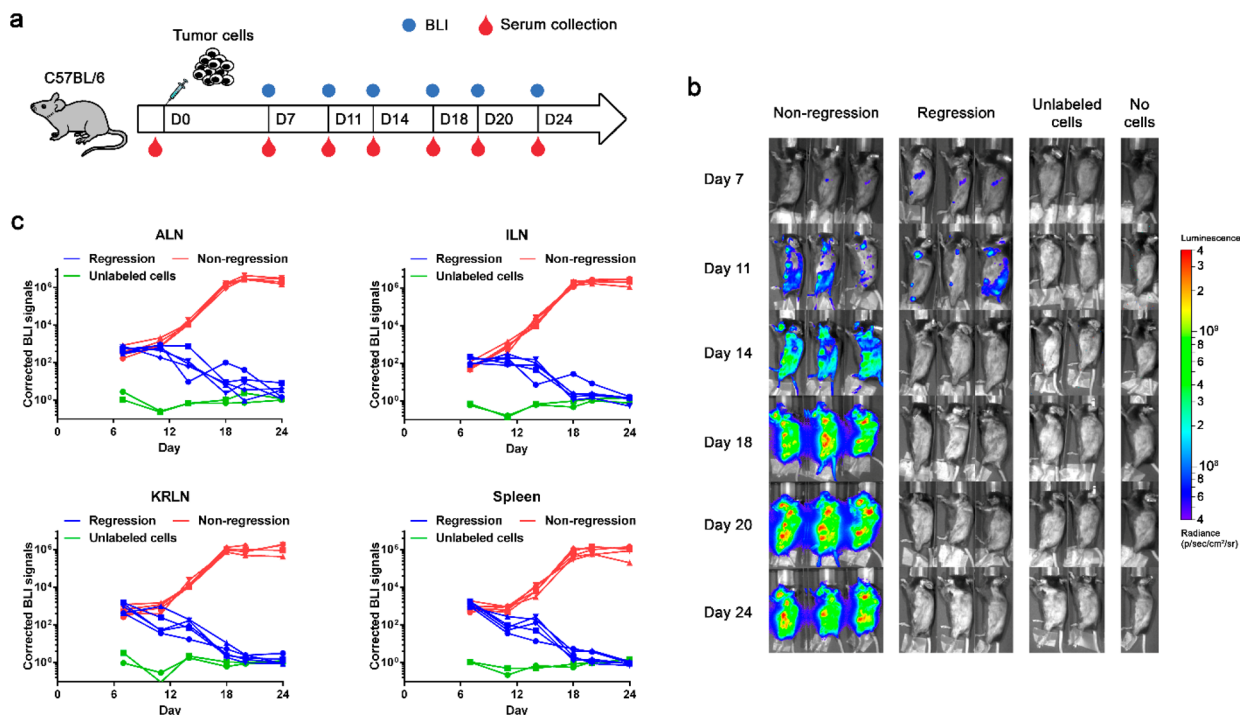 a
BLI
Serum collection
Tumor cells
C57BL/6
D0
D7
D11
D14
D18
D20
D24
b
Non-regression
Regression
Unlabeled
cells
No
cells
Day 7
Day 11
Day 14
Day 18
Day 20
Day 24
Luminescence
4
3
2
10⁹
8
6
4
3
2
10⁸
8
6
4
Radiance
(p/sec/cm²/sr)
c
ALN
Regression
Non-regression
Unlabeled cells
Corrected BLI signals
10⁶
10⁴
10²
10⁰
0
6
12
18
24
Day
ILN
Regression
Non-regression
Unlabeled cells
Corrected BLI signals
10⁶
10⁴
10²
10⁰
0
6
12
18
24
Day
KRLN
Regression
Non-regression
Unlabeled cells
Corrected BLI signals
10⁶
10⁴
10²
10⁰
0
6
12
18
24
Day
Spleen
Regression
Non-regression
Unlabeled cells
Corrected BLI signals
10⁶
10⁴
10²
10⁰
0
6
12
18
24
Day